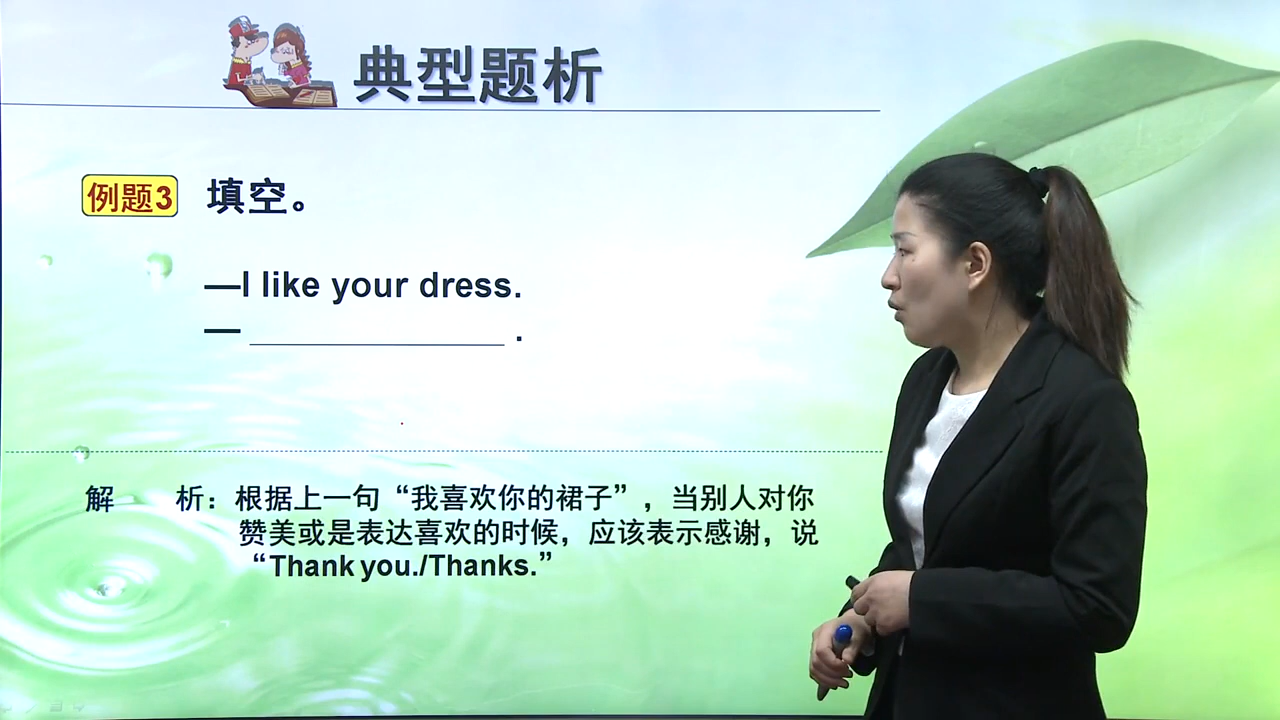 典型题析
例题3 填空。
—I like your dress.
— ______________ .
解 析：根据上一句“我喜欢你的裙子”，当别人对你
赞美或是表达喜欢的时候，应该表示感谢，说
“Thank you./Thanks.”